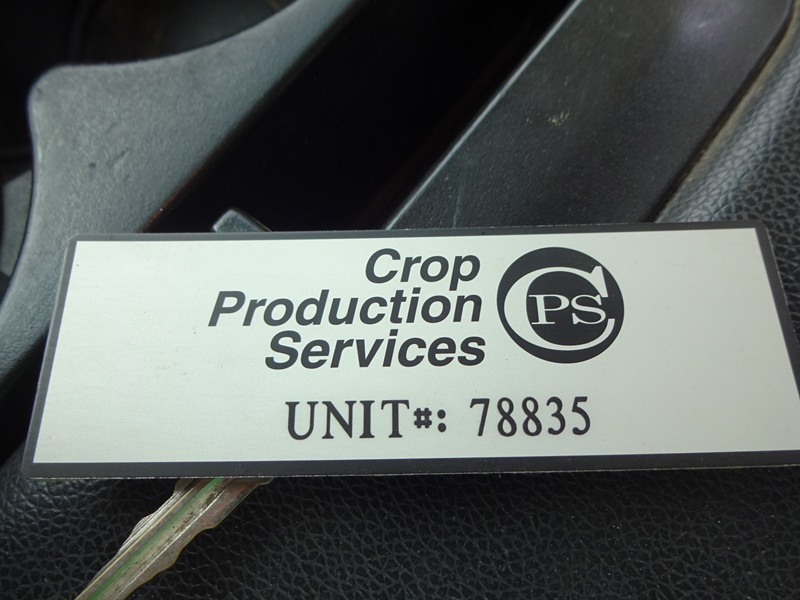 Crop
Production
Services
CPS
UNIT#: 78835